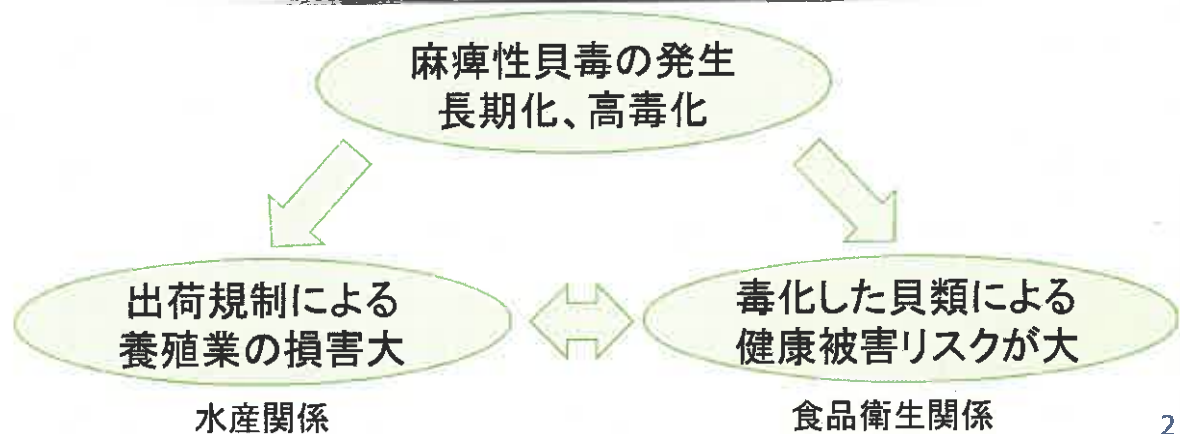 麻痺性貝毒の発生
長期化、高毒化
出荷規制による
養殖業の損害大
毒化した貝類による
健康被害リスクが大
水産関係
食品衛生関係
2